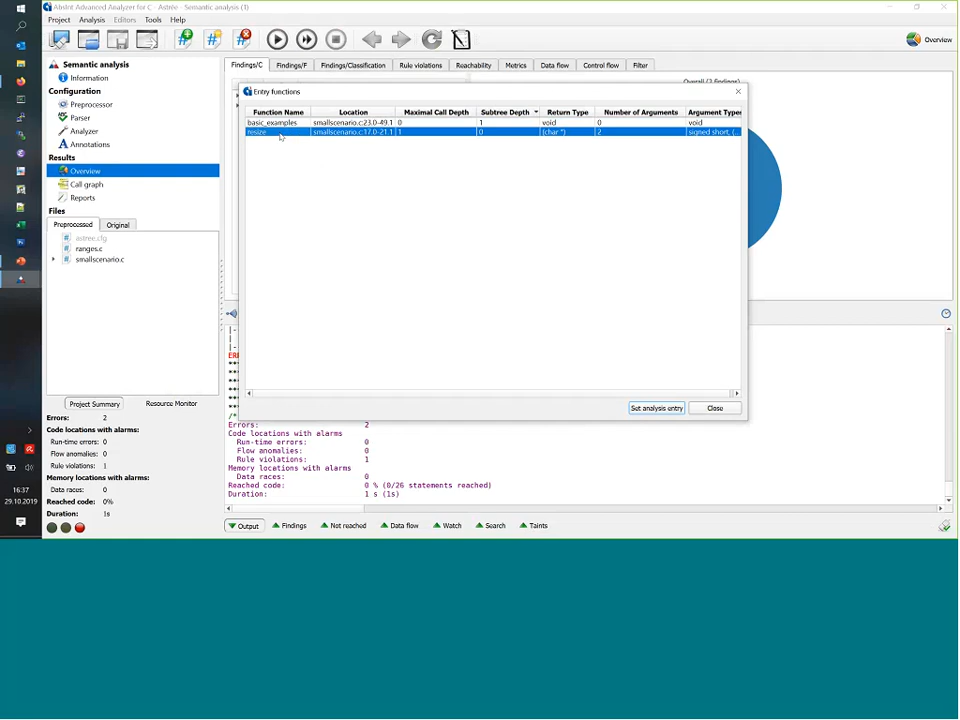 AbsInt Advanced Analyzer for C - Astrée - Semantic analysis (1)
Project Analysis Editors Tools Help
Overview
Semantic analysis
Information
Configuration
Preprocessor
Parser
Analyzer
Annotations
Results
Overview
Call graph
Reports
Files
Preprocessed Original
astree.cfg
ranges.c
smallscenario.c
Project Summary Resource Monitor
Errors: 2
Code locations with alarms:
Run-time errors: 0
Flow anomalies: 0
Rule violations: 1
Memory locations with alarms:
Data races: 0
Reached code: 0%
Duration: 1s
16:37
29.10.2019
Findings/C Findings/F Findings/Classification Rule violations Reachability Metrics Data flow Control flow Filter
Overall (2 findings)
Entry functions
Function Name Location Maximal Call Depth Subtree Depth Return Type Number of Arguments Argument Types
basic_examples smallscenario.c:23.0-49.1 0 1 void 0 void
resize smallscenario.c:17.0-21.1 1 0 (char *) 2 signed short, (...
Set analysis entry Close
|-
|
|-
ERR
***
***
***
***
***
/*
Errors: 2
Code locations with alarms
Run-time errors: 0
Flow anomalies: 0
Rule violations: 1
Memory locations with alarms
Data races: 0
Reached code: 0 % (0/26 statements reached)
Duration: 1 s (1s)
Output Findings Not reached Data flow Watch Search Taints